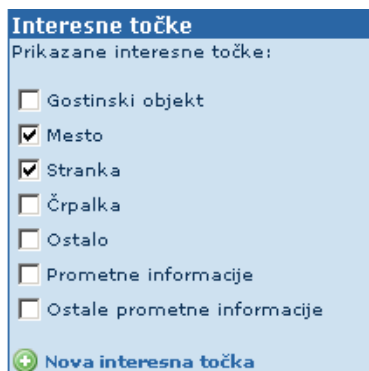 Interesne točke
Prikazane interesne točke:
Gostinski objekt
Mesto
Stranka
Črpalka
Ostalo
Prometne informacije
Ostale prometne informacije
Nova interesna točka